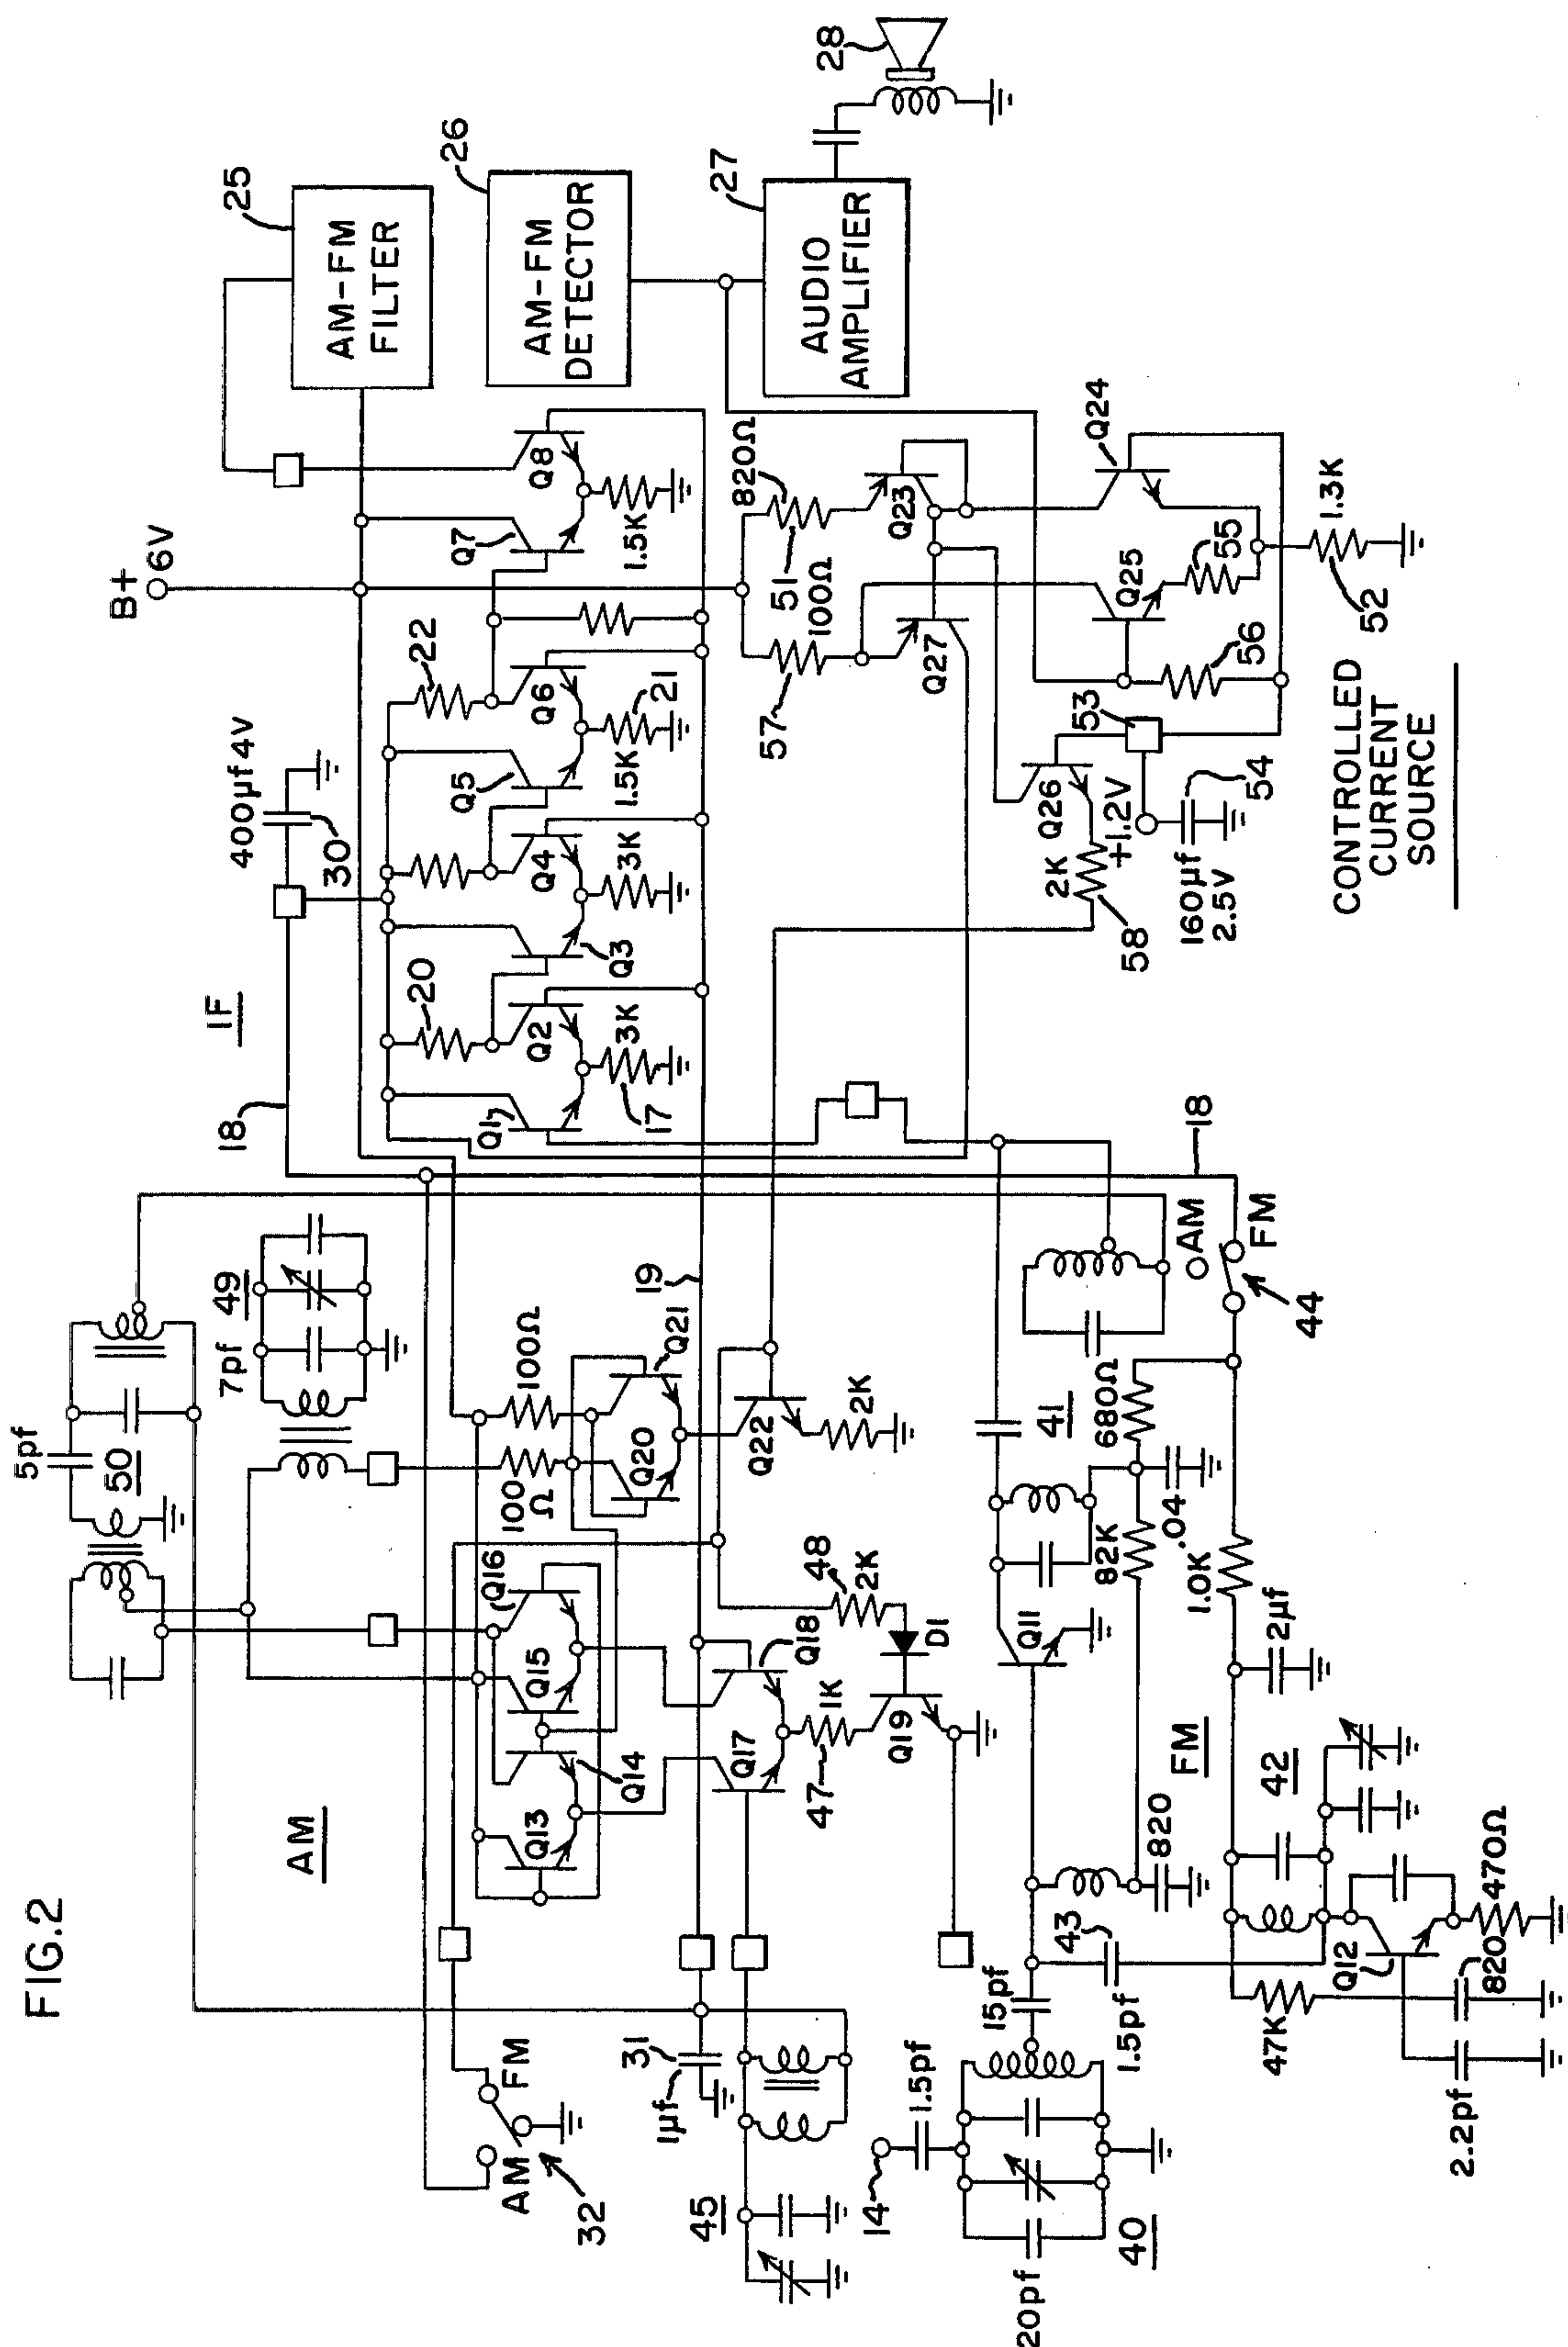 FIG.2
B+
6V
25
AM-FM
FILTER
26
AM-FM
DETECTOR
27
AUDIO
AMPLIFIER
28
400µf 4V
30
IF
18
22
20
Q7
Q8
1.5K
Q5
Q6
21
1.5K
Q4
3K
Q3
Q2
3K
Q1
17
820Ω
51
100Ω
57
Q23
Q27
Q24
Q25
55
52
1.3K
56
53
Q26
2K
58
+1.2V
160µf
2.5V
54
CONTROLLED
CURRENT
SOURCE
5pf
50
7pf
49
100Ω
100
Ω
Q21
Q20
Q22
2K
19
18
AM
Q16
Q15
Q14
Q13
Q18
Q17
48
2K
D1
1K
47
Q19
AM
FM
32
31
1µf
45
AM
FM
44
41
680Ω
.04
82K
1.0K
2µf
Q11
FM
42
820
43
1.5pf
15pf
14
1.5pf
40
20pf
47K
Q12
470Ω
820
2.2pf